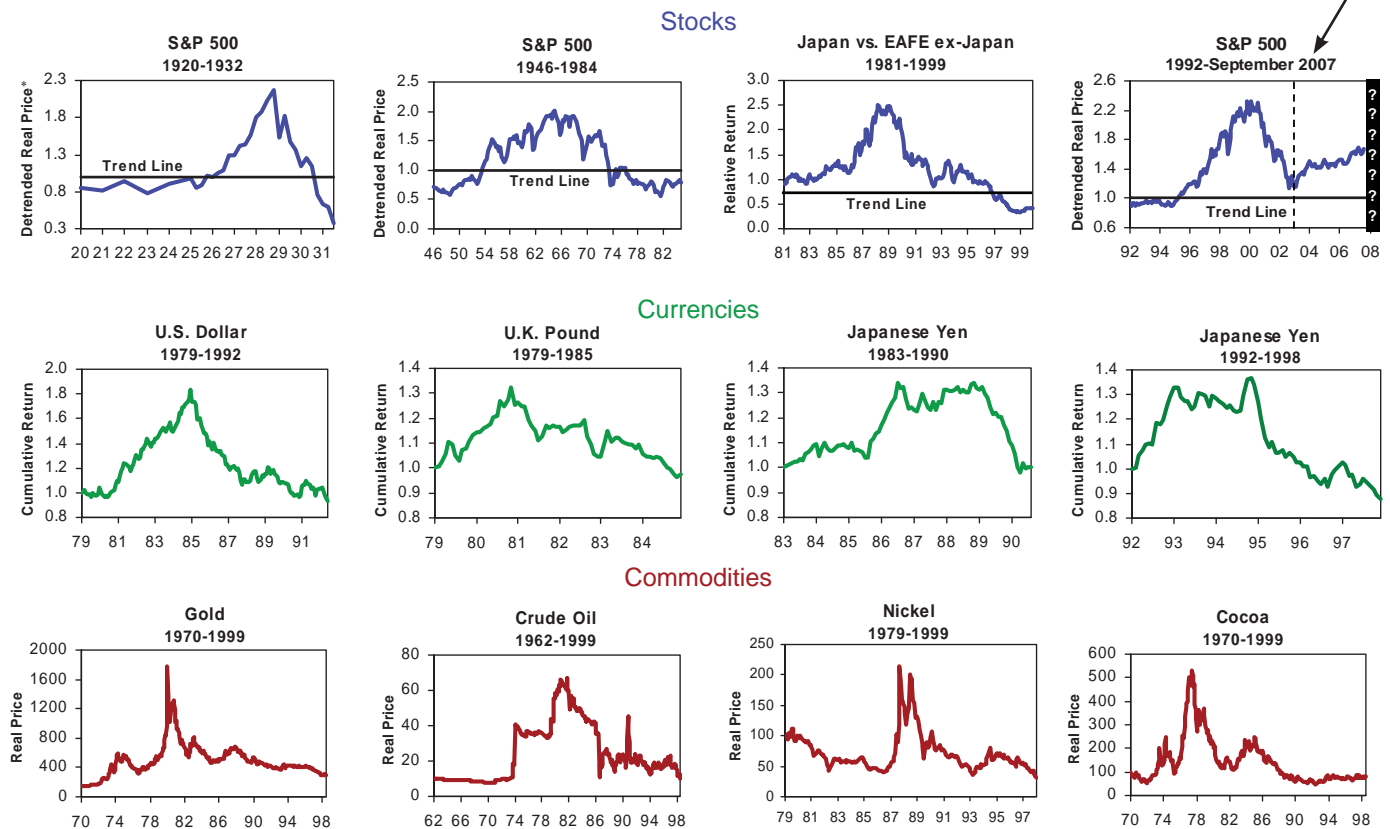 Stocks
S&P 500
1920-1932
Detrended Real Price*
2.3
1.8
1.3
0.8
0.3
Trend Line
20 21 22 23 24 25 26 27 28 29 30 31
S&P 500
1946-1984
Detrended Real Price
2.5
2.0
1.5
1.0
0.5
0.0
Trend Line
46 50 54 58 62 66 70 74 78 82
Japan vs. EAFE ex-Japan
1981-1999
Relative Return
3.0
2.5
2.0
1.5
1.0
0.5
0.0
Trend Line
81 83 85 87 89 91 93 95 97 99
S&P 500
1992-September 2007
Detrended Real Price
2.6
2.2
1.8
1.4
1.0
0.6
Trend Line
?
?
?
?
?
?
?
92 94 96 98 00 02 04 06 08
Currencies
U.S. Dollar
1979-1992
Cumulative Return
2.0
1.8
1.6
1.4
1.2
1.0
0.8
79 81 83 85 87 89 91
U.K. Pound
1979-1985
Cumulative Return
1.4
1.3
1.2
1.1
1.0
0.9
0.8
79 80 81 82 83 84
Japanese Yen
1983-1990
Cumulative Return
1.4
1.3
1.2
1.1
1.0
0.9
0.8
83 84 85 86 87 88 89 90
Japanese Yen
1992-1998
Cumulative Return
1.4
1.3
1.2
1.1
1.0
0.9
0.8
92 93 94 95 96 97
Commodities
Gold
1970-1999
Real Price
2000
1600
1200
800
400
0
70 74 78 82 86 90 94 98
Crude Oil
1962-1999
Real Price
80
60
40
20
0
62 66 70 74 78 82 86 90 94 98
Nickel
1979-1999
Real Price
250
200
150
100
50
0
79 81 83 85 87 89 91 93 95 97
Cocoa
1970-1999
Real Price
600
500
400
300
200
100
0
70 74 78 82 86 90 94 98